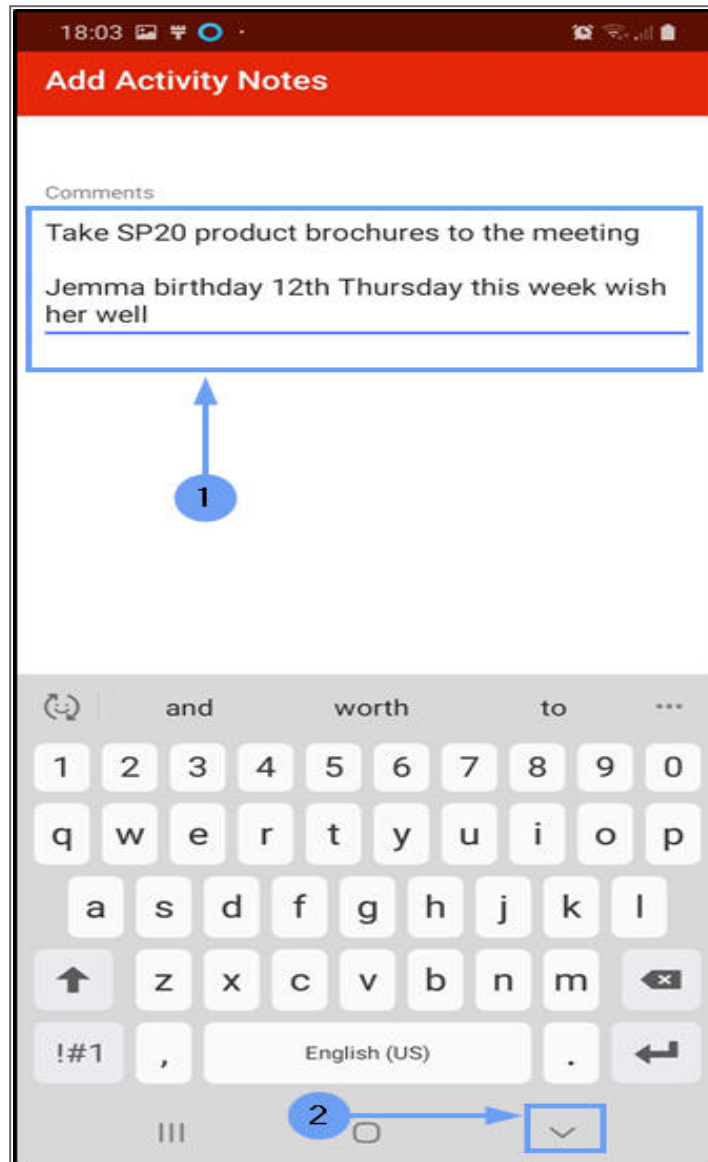 18:03
Add Activity Notes
Comments
Take SP20 product brochures to the meeting
Jemma birthday 12th Thursday this week wish
her well
1
and worth to ...
1 2 3 4 5 6 7 8 9 0
q w e r t y u i o p
a s d f g h j k l
z x c v b n m
!#1 , English (US) .
2